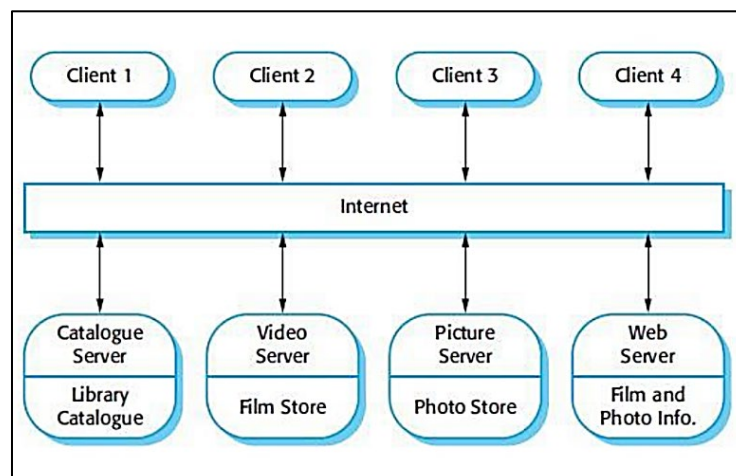 Client 1
Client 2
Client 3
Client 4
Internet
Catalogue
Server
Library
Catalogue
Video
Server
Film Store
Picture
Server
Photo Store
Web
Server
Film and
Photo Info.